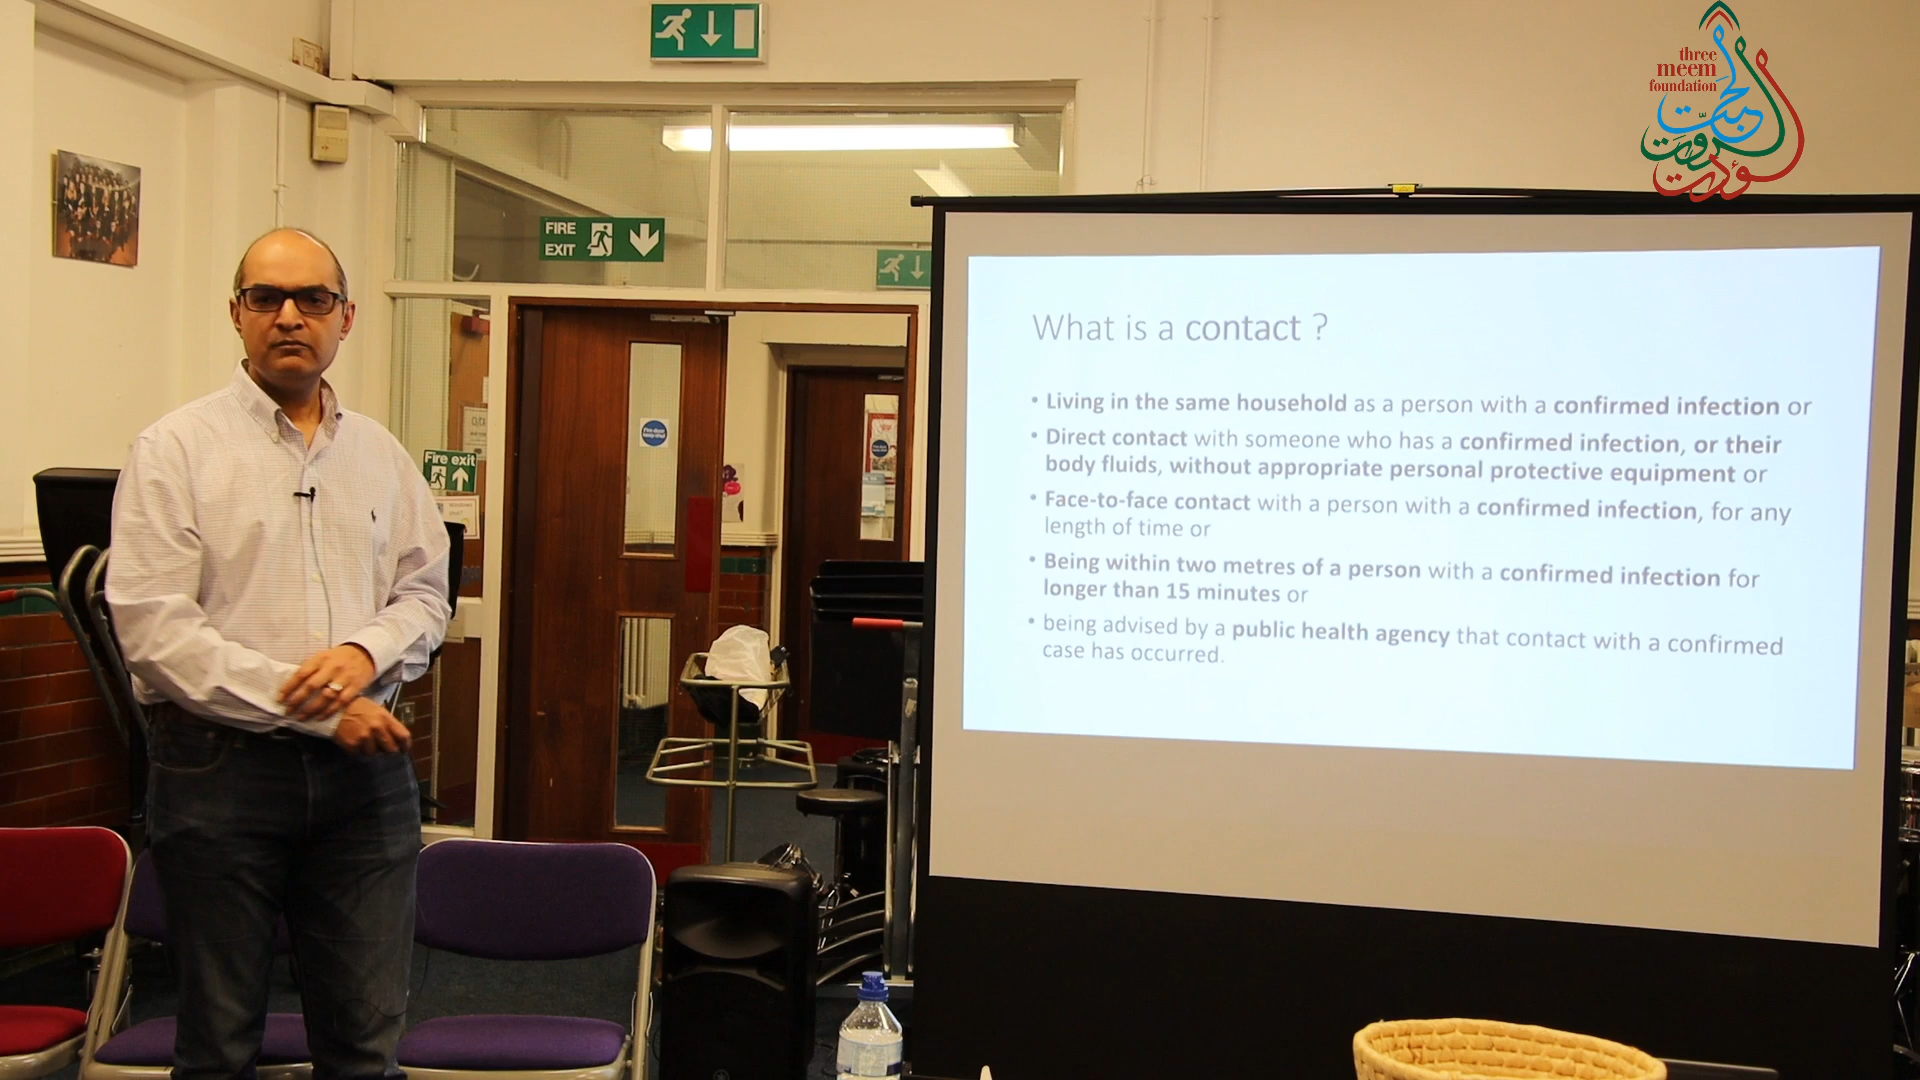 three
meem
foundation
المحبت
المروّت
المؤدت
FIRE
EXIT
Fire exit
What is a contact ?
• Living in the same household as a person with a confirmed infection or
• Direct contact with someone who has a confirmed infection, or their
body fluids, without appropriate personal protective equipment or
• Face-to-face contact with a person with a confirmed infection, for any
length of time or
• Being within two metres of a person with a confirmed infection for
longer than 15 minutes or
• being advised by a public health agency that contact with a confirmed
case has occurred.